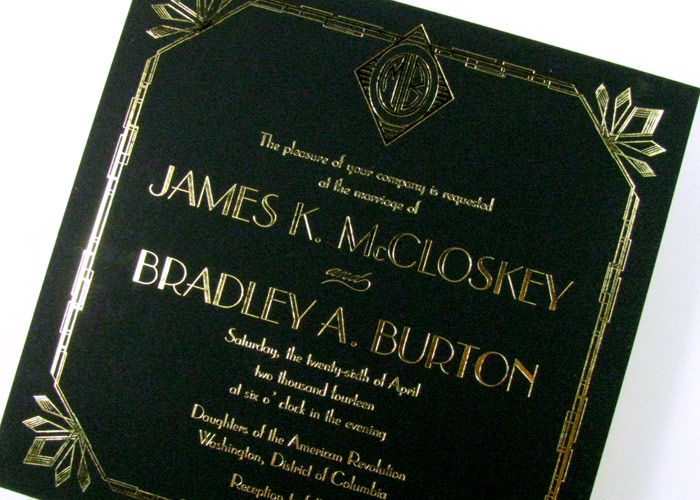 MB
The pleasure of your company is requested
at the marriage of
JAMES K. McCLOSKEY
and
BRADLEY A. BURTON
Saturday, the twenty-sixth of April
two thousand fourteen
at six o' clock in the evening
Daughters of the American Revolution
Washington, District of Columbia
Reception to